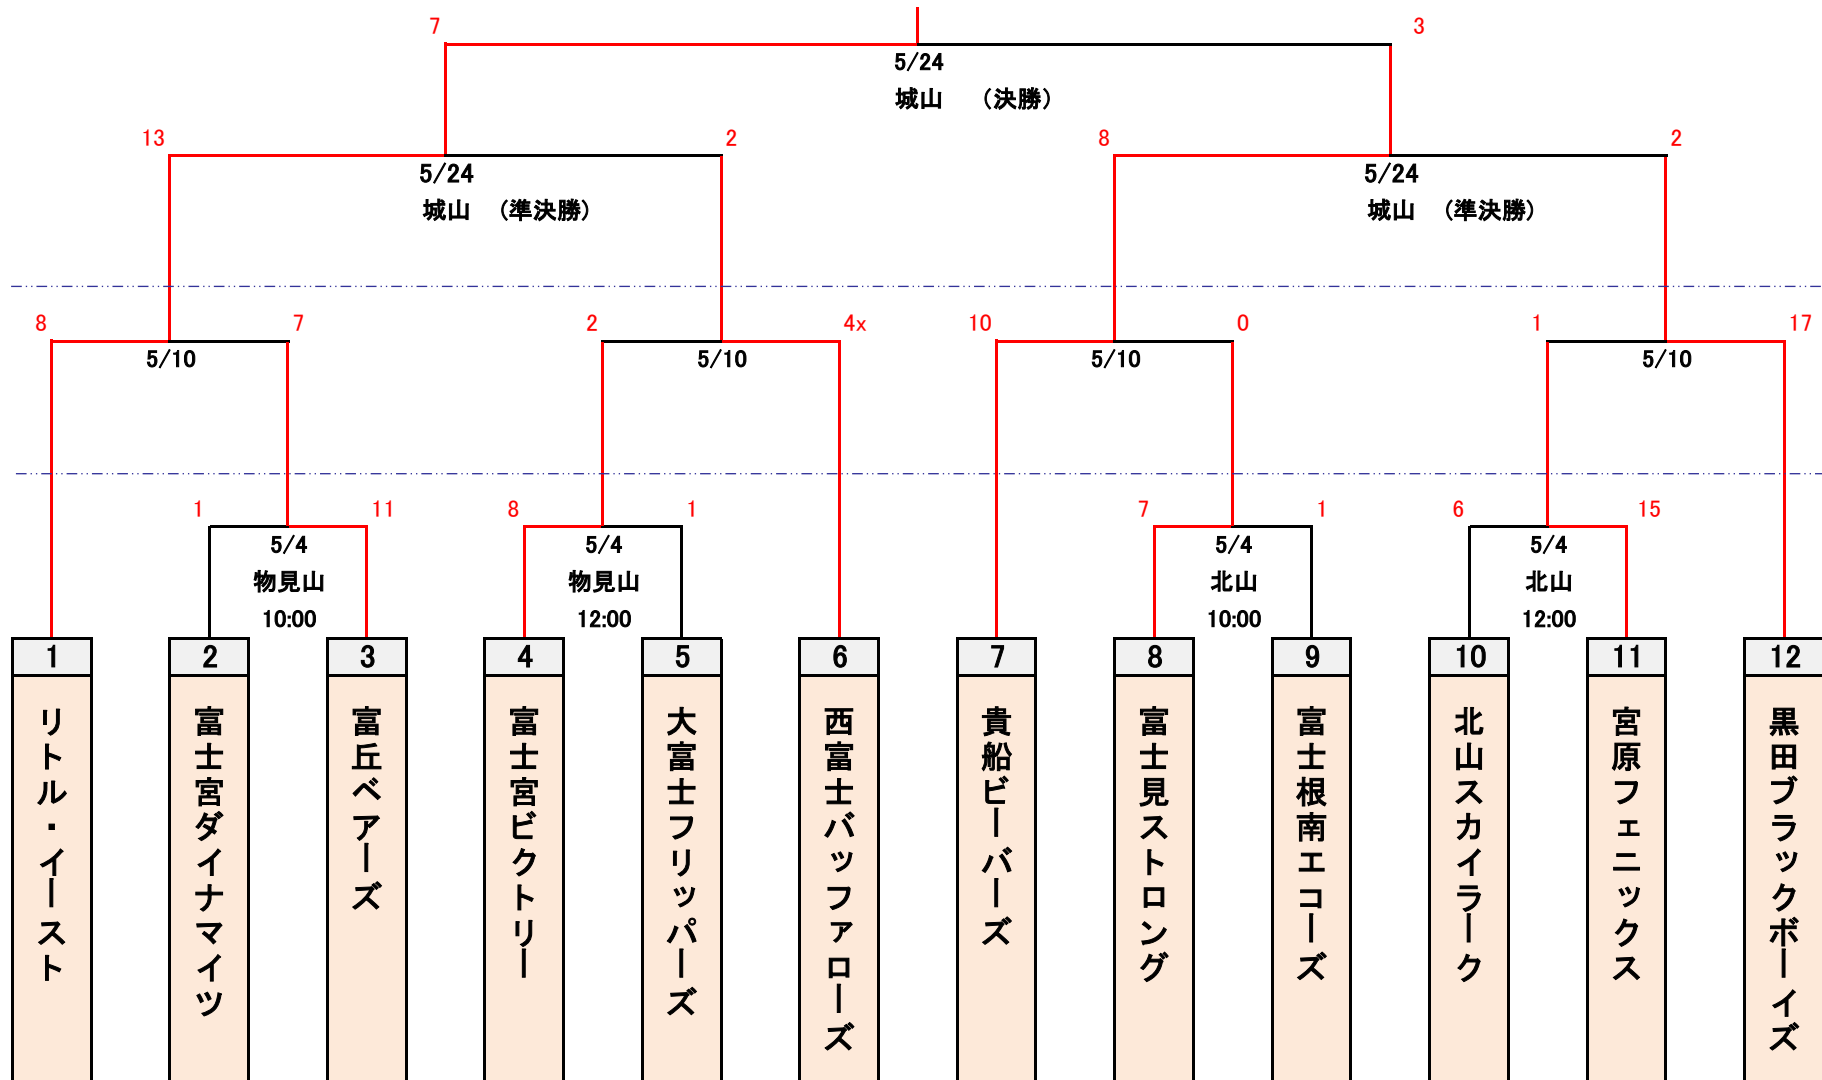 7
3
5/24
城山 （決勝）
13
2
8
2
5/24
城山 （準決勝）
5/24
城山 （準決勝）
8
7
2
4x
10
0
1
17
5/10
5/10
5/10
5/10
1
11
8
1
7
1
6
15
5/4
物見山
10:00
5/4
物見山
12:00
5/4
北山
10:00
5/4
北山
12:00
1
2
3
4
5
6
7
8
9
10
11
12
リトル・イースト
富士宮ダイナマイツ
富丘ベアーズ
富士宮ビクトリー
大富士フリッパーズ
西富士バッファローズ
貴船ビーバーズ
富士見ストロング
富士根南エコーズ
北山スカイラーク
宮原フェニックス
黒田ブラックボーイズ